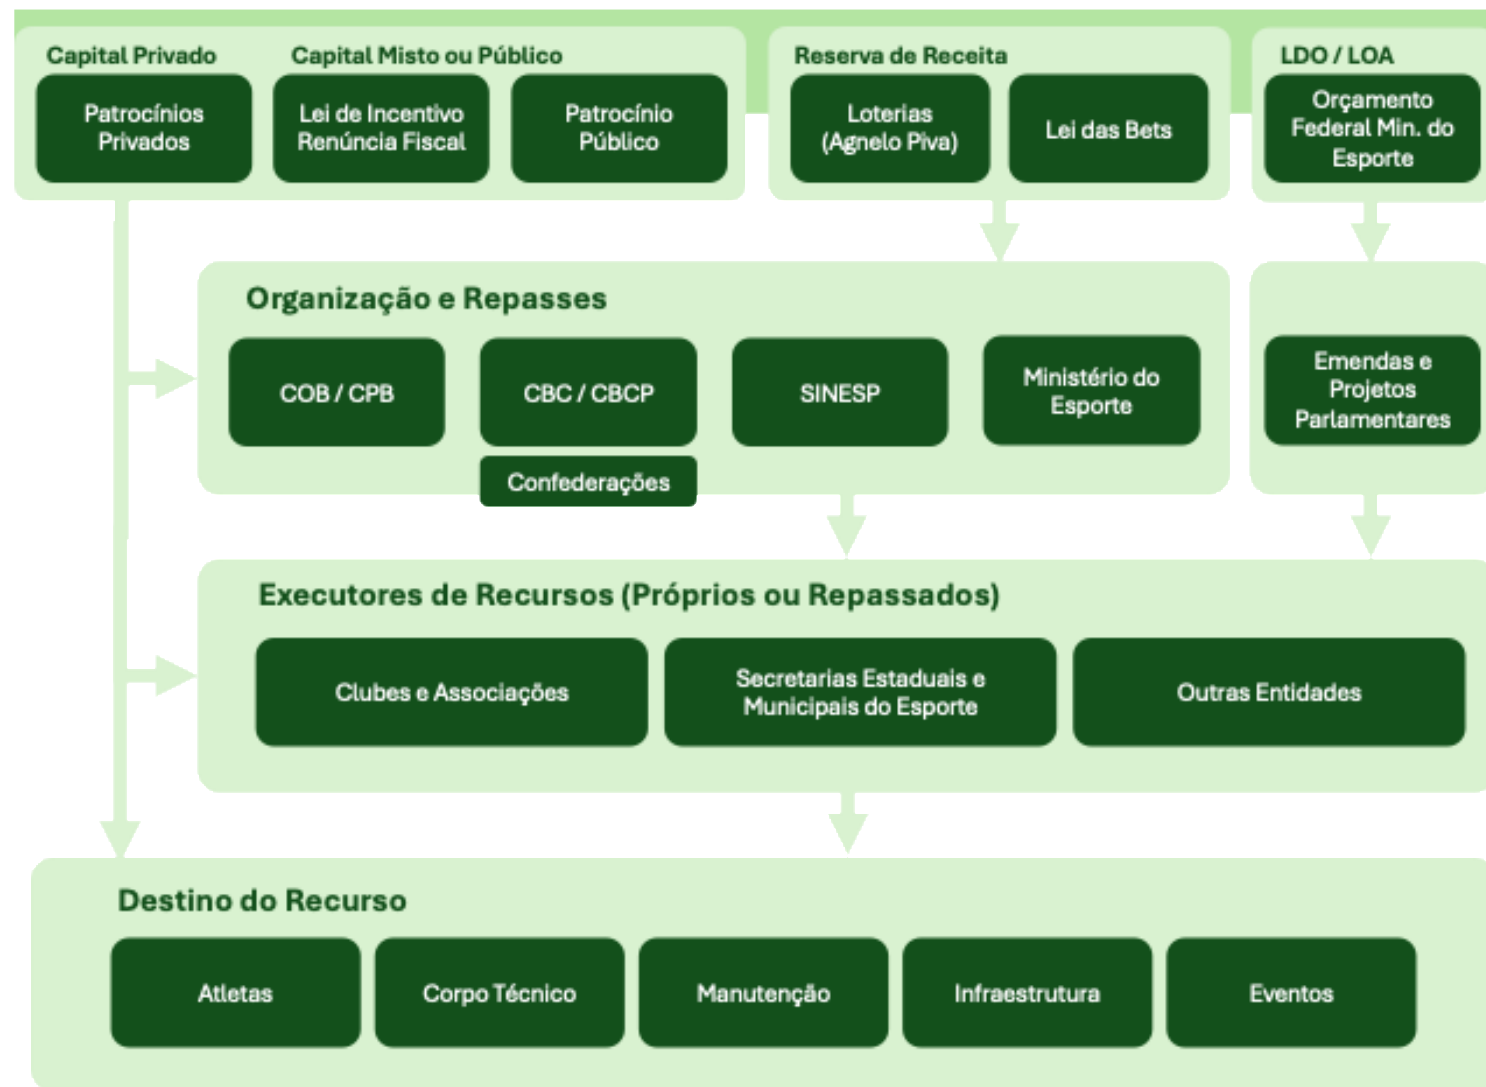 Capital Privado
Capital Misto ou Público
Reserva de Receita
LDO / LOA
Patrocínios
Privados
Lei de Incentivo
Renúncia Fiscal
Patrocínio
Público
Loterias
(Agnelo Piva)
Lei das Bets
Orçamento
Federal Min. do
Esporte
Organização e Repasses
COB / CPB
CBC / CBCP
SINESP
Ministério do
Esporte
Emendas e
Projetos
Parlamentares
Confederações
Executores de Recursos (Próprios ou Repassados)
Clubes e Associações
Secretarias Estaduais e
Municipais do Esporte
Outras Entidades
Destino do Recurso
Atletas
Corpo Técnico
Manutenção
Infraestrutura
Eventos